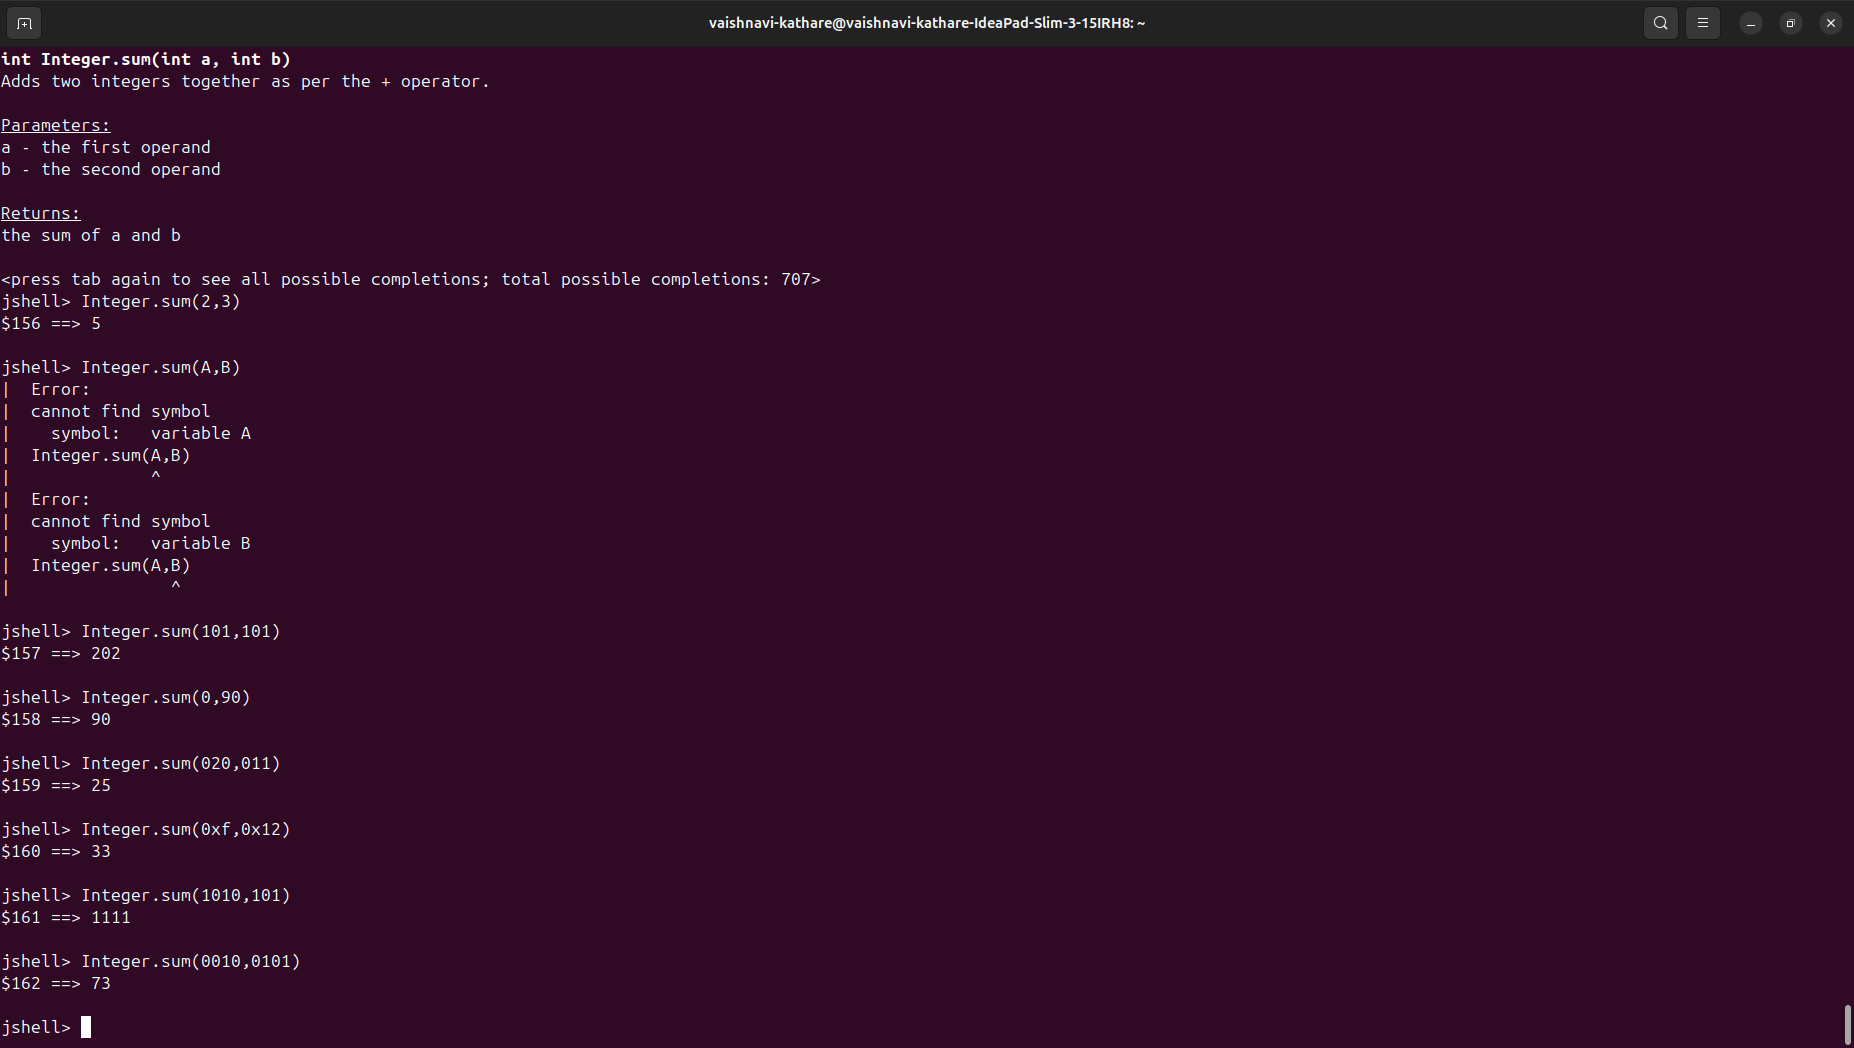 vaishnavi-kathare@vaishnavi-kathare-IdeaPad-Slim-3-15IRH8: ~
int Integer.sum(int a, int b)
Adds two integers together as per the + operator.
Parameters:
a - the first operand
b - the second operand
Returns:
the sum of a and b
<press tab again to see all possible completions; total possible completions: 707>
jshell> Integer.sum(2,3)
$156 ==> 5
jshell> Integer.sum(A,B)
|  Error:
|  cannot find symbol
|    symbol:   variable A
|  Integer.sum(A,B)
|              ^
|  Error:
|  cannot find symbol
|    symbol:   variable B
|  Integer.sum(A,B)
|                ^
jshell> Integer.sum(101,101)
$157 ==> 202
jshell> Integer.sum(0,90)
$158 ==> 90
jshell> Integer.sum(020,011)
$159 ==> 25
jshell> Integer.sum(0xf,0x12)
$160 ==> 33
jshell> Integer.sum(1010,101)
$161 ==> 1111
jshell> Integer.sum(0010,0101)
$162 ==> 73
jshell>